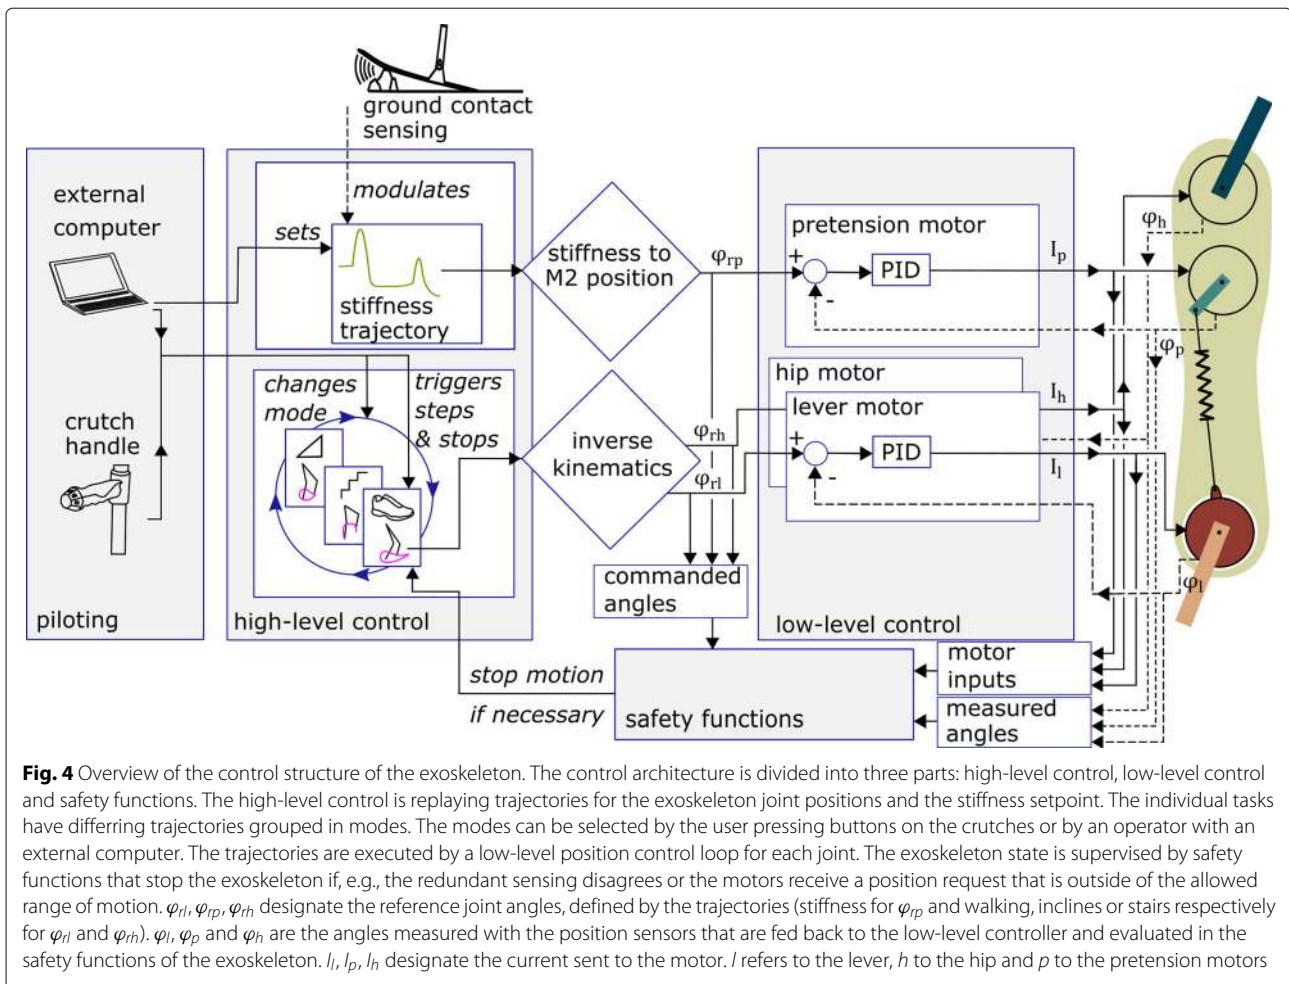 ground contact
sensing
external
computer
modulates
sets
stiffness
trajectory
stiffness to
M2 position
φrp
pretension motor
+
PID
-
Ip
φh
φp
crutch
handle
changes
mode
triggers
steps
& stops
inverse
kinematics
φrh
φrl
hip motor
Ih
lever motor
+
PID
-
Il
φl
commanded
angles
piloting
high-level control
low-level control
stop motion
if necessary
safety functions
motor
inputs
measured
angles
Fig. 4 Overview of the control structure of the exoskeleton. The control architecture is divided into three parts: high-level control, low-level control
and safety functions. The high-level control is replaying trajectories for the exoskeleton joint positions and the stiffness setpoint. The individual tasks
have differing trajectories grouped in modes. The modes can be selected by the user pressing buttons on the crutches or by an operator with an
external computer. The trajectories are executed by a low-level position control loop for each joint. The exoskeleton state is supervised by safety
functions that stop the exoskeleton if, e.g., the redundant sensing disagrees or the motors receive a position request that is outside of the allowed
range of motion. φrl, φrp, φrh designate the reference joint angles, defined by the trajectories (stiffness for φrp and walking, inclines or stairs respectively
for φrl and φrh). φl, φp and φh are the angles measured with the position sensors that are fed back to the low-level controller and evaluated in the
safety functions of the exoskeleton. Il, Ip, Ih designate the current sent to the motor. l refers to the lever, h to the hip and p to the pretension motors